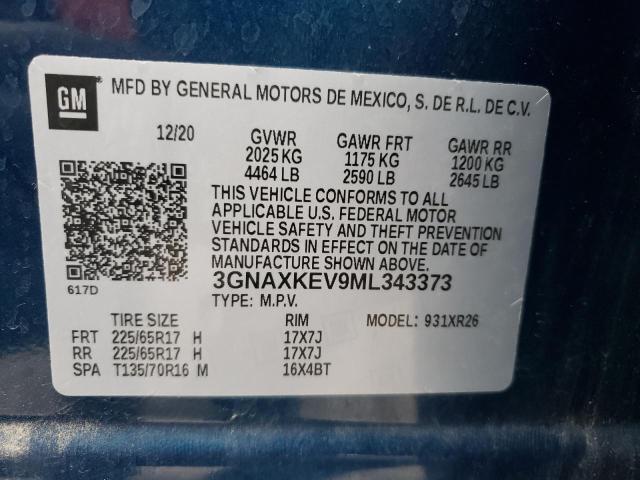 GM
MFD BY GENERAL MOTORS DE MEXICO, S. DE R.L. DE C.V.
12/20 GVWR GAWR FRT GAWR RR
2025 KG 1175 KG 1200 KG
4464 LB 2590 LB 2645 LB
THIS VEHICLE CONFORMS TO ALL
APPLICABLE U.S. FEDERAL MOTOR
VEHICLE SAFETY AND THEFT PREVENTION
STANDARDS IN EFFECT ON THE DATE OF
MANUFACTURE SHOWN ABOVE.
617D
3GNAXKEV9ML343373
TYPE: M.P.V.
TIRE SIZE RIM MODEL: 931XR26
FRT 225/65R17 H 17X7J
RR 225/65R17 H 17X7J
SPA T135/70R16 M 16X4BT